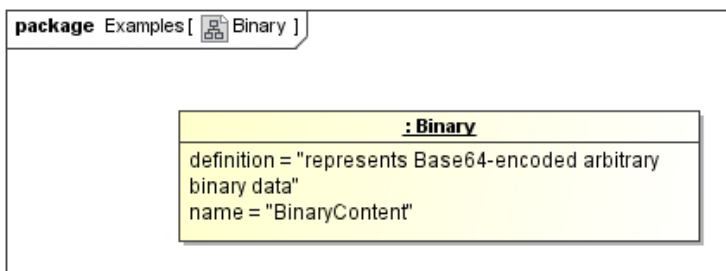 package Examples [ Binary ]
: Binary
definition = "represents Base64-encoded arbitrary
binary data"
name = "BinaryContent"